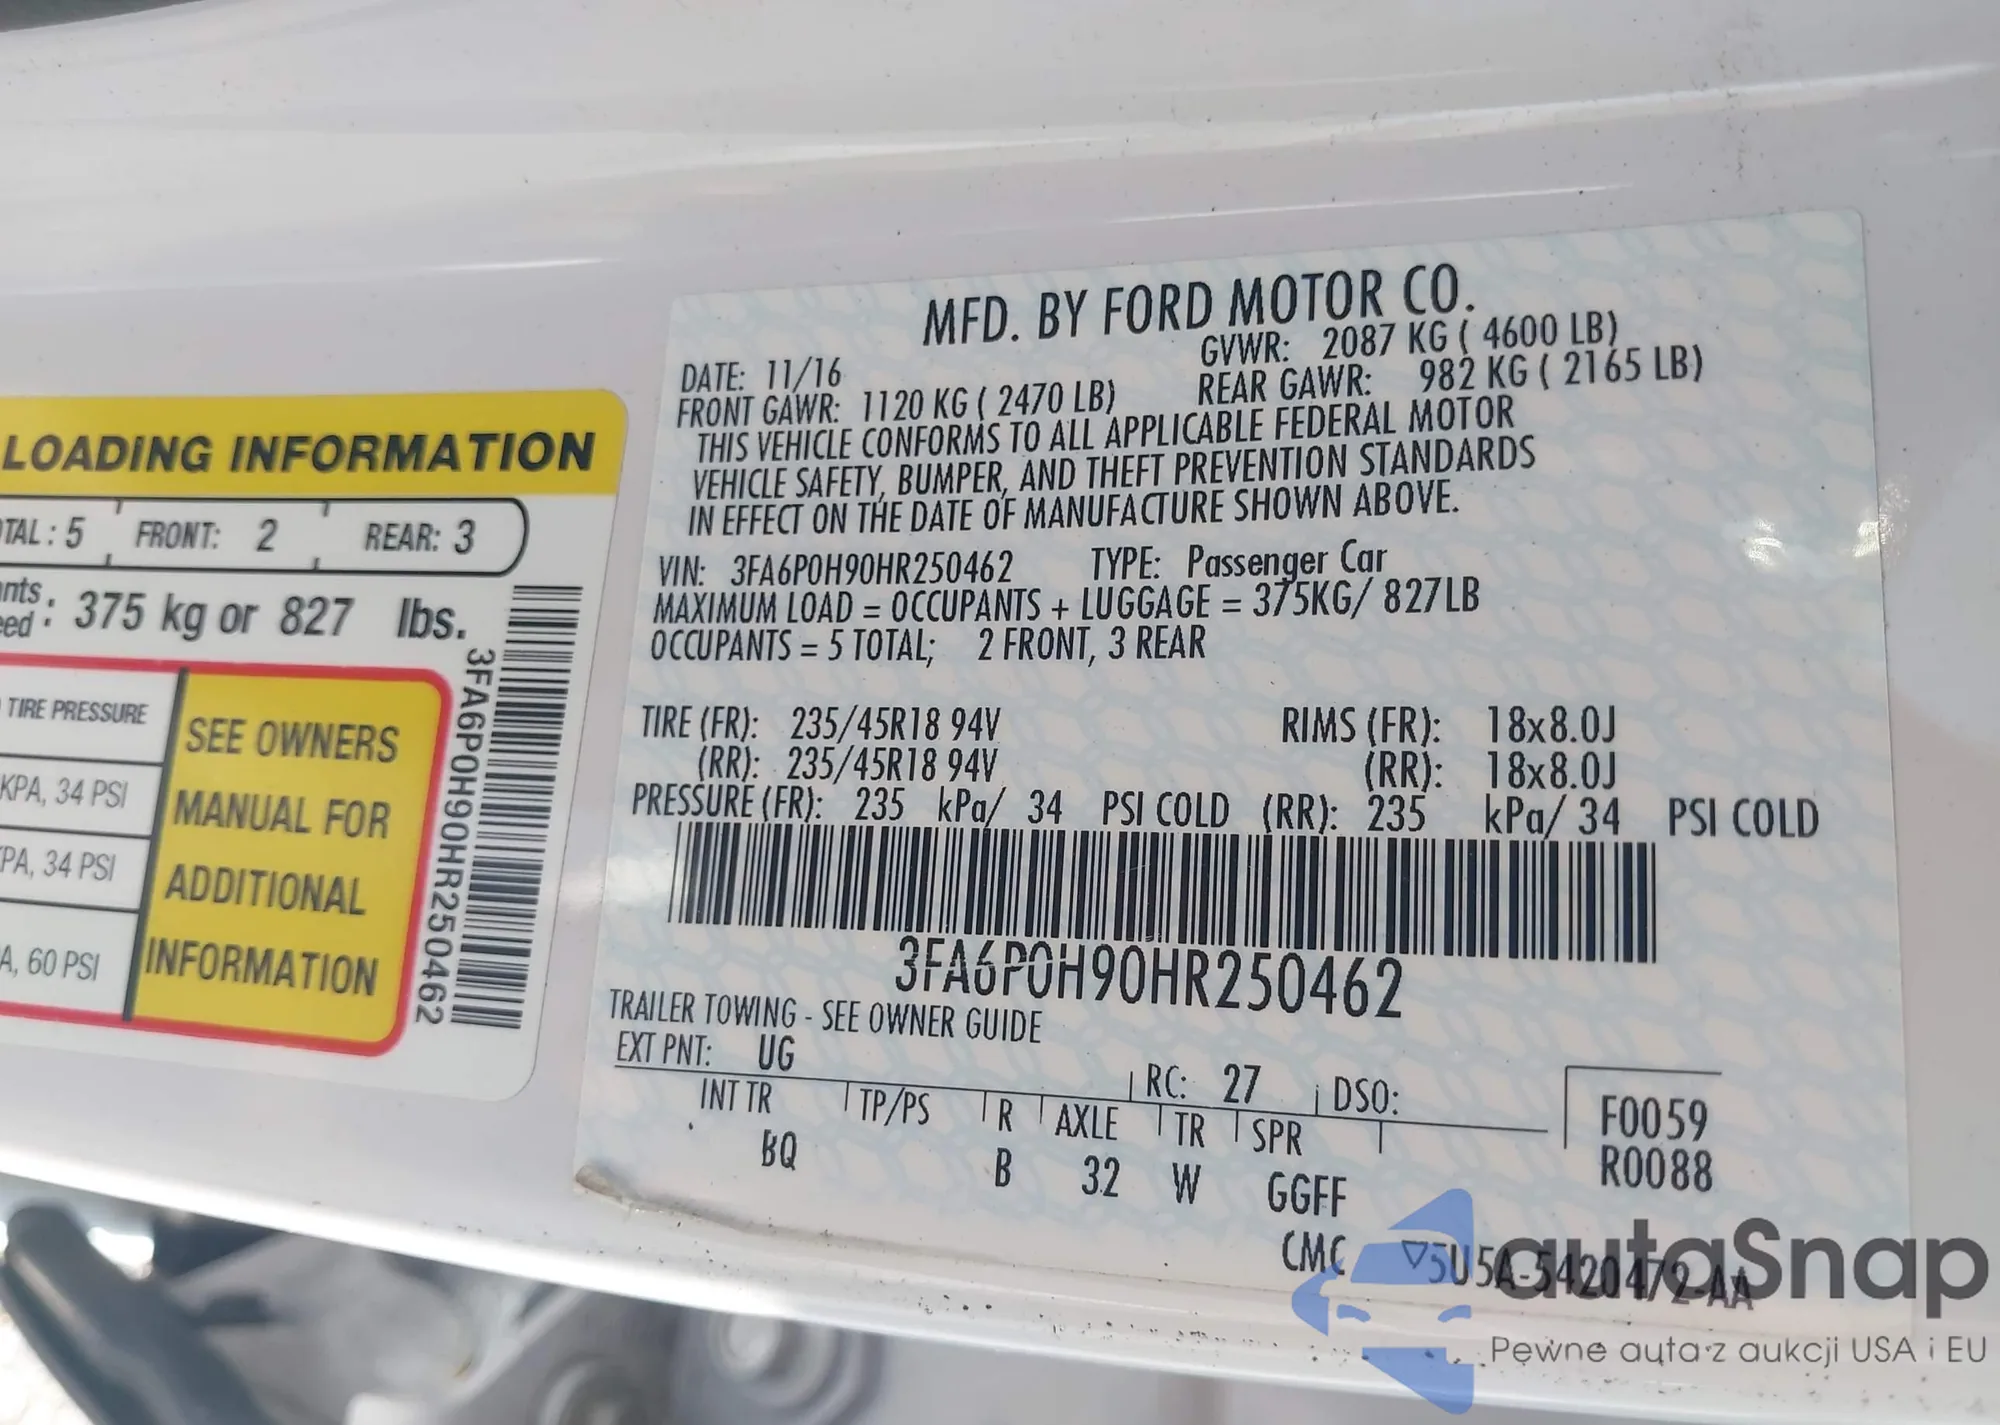 LOADING INFORMATION
TAL : 5 FRONT: 2 REAR: 3
375 kg or 827 lbs.
TIRE PRESSURE
KPA, 34 PSI
PA, 34 PSI
A, 60 PSI
SEE OWNERS
MANUAL FOR
ADDITIONAL
INFORMATION
3FA6P0H90HR250462
MFD. BY FORD MOTOR CO.
DATE: 11/16 GVWR: 2087 KG ( 4600 LB)
FRONT GAWR: 1120 KG ( 2470 LB) REAR GAWR: 982 KG ( 2165 LB)
THIS VEHICLE CONFORMS TO ALL APPLICABLE FEDERAL MOTOR
VEHICLE SAFETY, BUMPER, AND THEFT PREVENTION STANDARDS
IN EFFECT ON THE DATE OF MANUFACTURE SHOWN ABOVE.
VIN: 3FA6P0H90HR250462 TYPE: Passenger Car
MAXIMUM LOAD = OCCUPANTS + LUGGAGE = 375KG/ 827LB
OCCUPANTS = 5 TOTAL; 2 FRONT, 3 REAR
TIRE (FR): 235/45R18 94V RIMS (FR): 18x8.0J
(RR): 235/45R18 94V (RR): 18x8.0J
PRESSURE (FR): 235 kPa/ 34 PSI COLD (RR): 235 kPa/ 34 PSI COLD
3FA6P0H90HR250462
TRAILER TOWING - SEE OWNER GUIDE
EXT PNT: UG RC: 27 DSO:
INT TR TP/PS R AXLE TR SPR
BQ B 32 W GGFF
F0059
R0088
CMC ▽5U5A-5420472-AA
autaSnap
Pewne auta z aukcji USA i EU